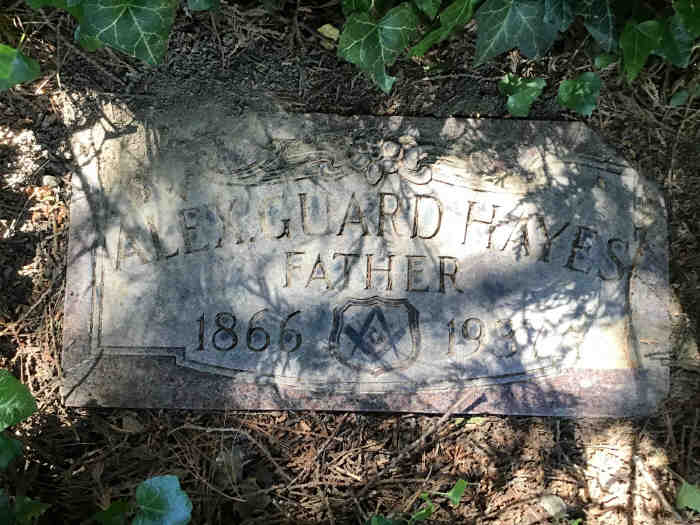 ALEX. GUARD HAYES
FATHER
1866